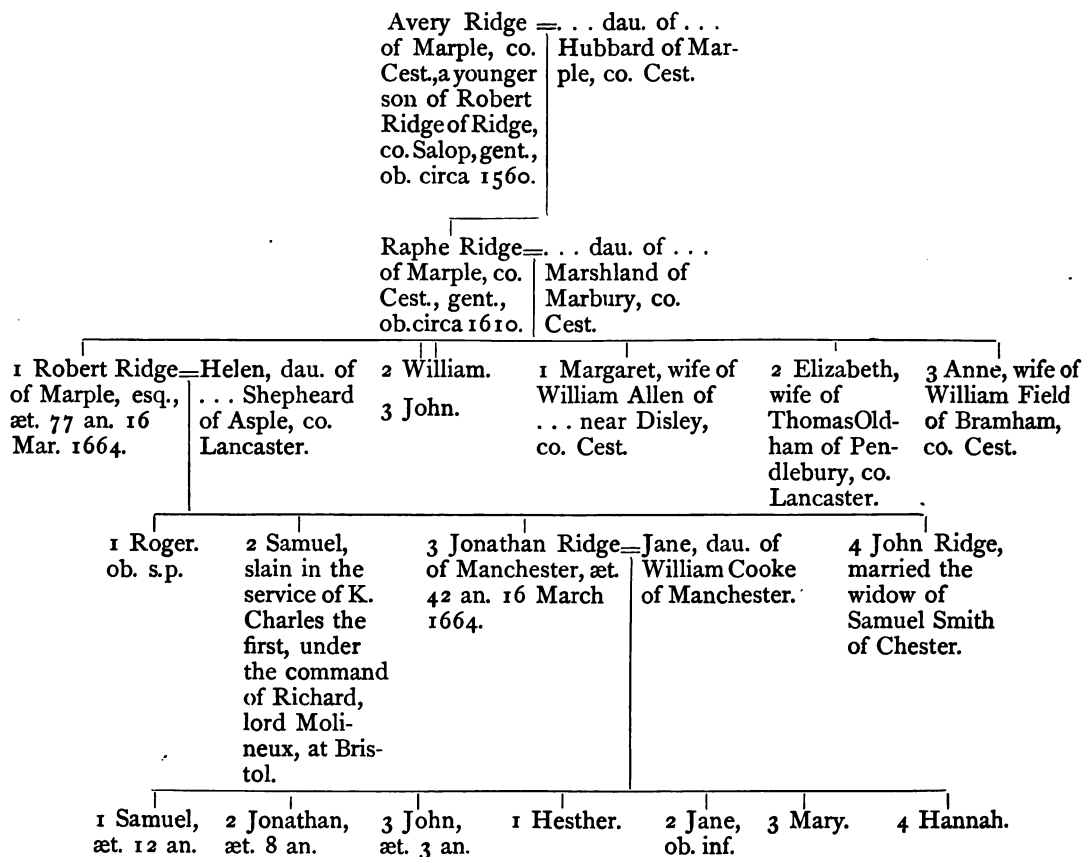 Avery Ridge =. . . dau. of . . .
of Marple, co.
Cest., a younger
son of Robert
Ridge of Ridge,
co. Salop, gent.,
ob. circa 1560.
Hubbard of Mar-
ple, co. Cest.
Raphe Ridge=. . . dau. of . . .
of Marple, co.
Cest., gent.,
ob. circa 1610.
Marshland of
Marbury, co.
Cest.
1 Robert Ridge=Helen, dau. of
of Marple, esq.,
æt. 77 an. 16
Mar. 1664.
. . . Shepheard
of Asple, co.
Lancaster.
2 William.
3 John.
1 Margaret, wife of
William Allen of
. . . near Disley,
co. Cest.
2 Elizabeth,
wife of
Thomas Old-
ham of Pen-
dlebury, co.
Lancaster.
3 Anne, wife of
William Field
of Bramham,
co. Cest.
1 Roger.
ob. s.p.
2 Samuel,
slain in the
service of K.
Charles the
first, under
the command
of Richard,
lord Moli-
neux, at Bris-
tol.
3 Jonathan Ridge=Jane, dau. of
of Manchester, æt.
42 an. 16 March
1664.
William Cooke
of Manchester.
4 John Ridge,
married the
widow of
Samuel Smith
of Chester.
1 Samuel,
æt. 12 an.
2 Jonathan,
æt. 8 an.
3 John,
æt. 3 an.
1 Hesther.
2 Jane,
ob. inf.
3 Mary.
4 Hannah.